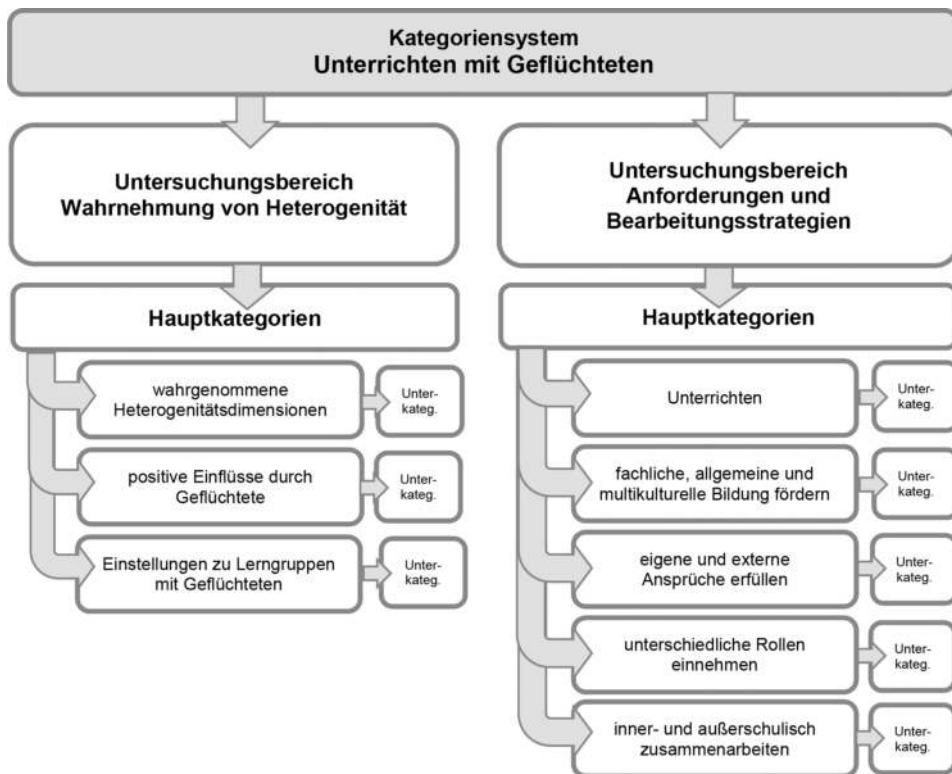 Kategoriensystem
Unterrichten mit Geflüchteten
Untersuchungsbereich
Wahrnehmung von Heterogenität
Hauptkategorien
wahrgenommene
Heterogenitätsdimensionen
Unter-
kateg.
positive Einflüsse durch
Geflüchtete
Unter-
kateg.
Einstellungen zu Lerngruppen
mit Geflüchteten
Unter-
kateg.
Untersuchungsbereich
Anforderungen und
Bearbeitungsstrategien
Hauptkategorien
Unterrichten
Unter-
kateg.
fachliche, allgemeine und
multikulturelle Bildung fördern
Unter-
kateg.
eigene und externe
Ansprüche erfüllen
Unter-
kateg.
unterschiedliche Rollen
einnehmen
Unter-
kateg.
inner- und außerschulisch
zusammenarbeiten
Unter-
kateg.